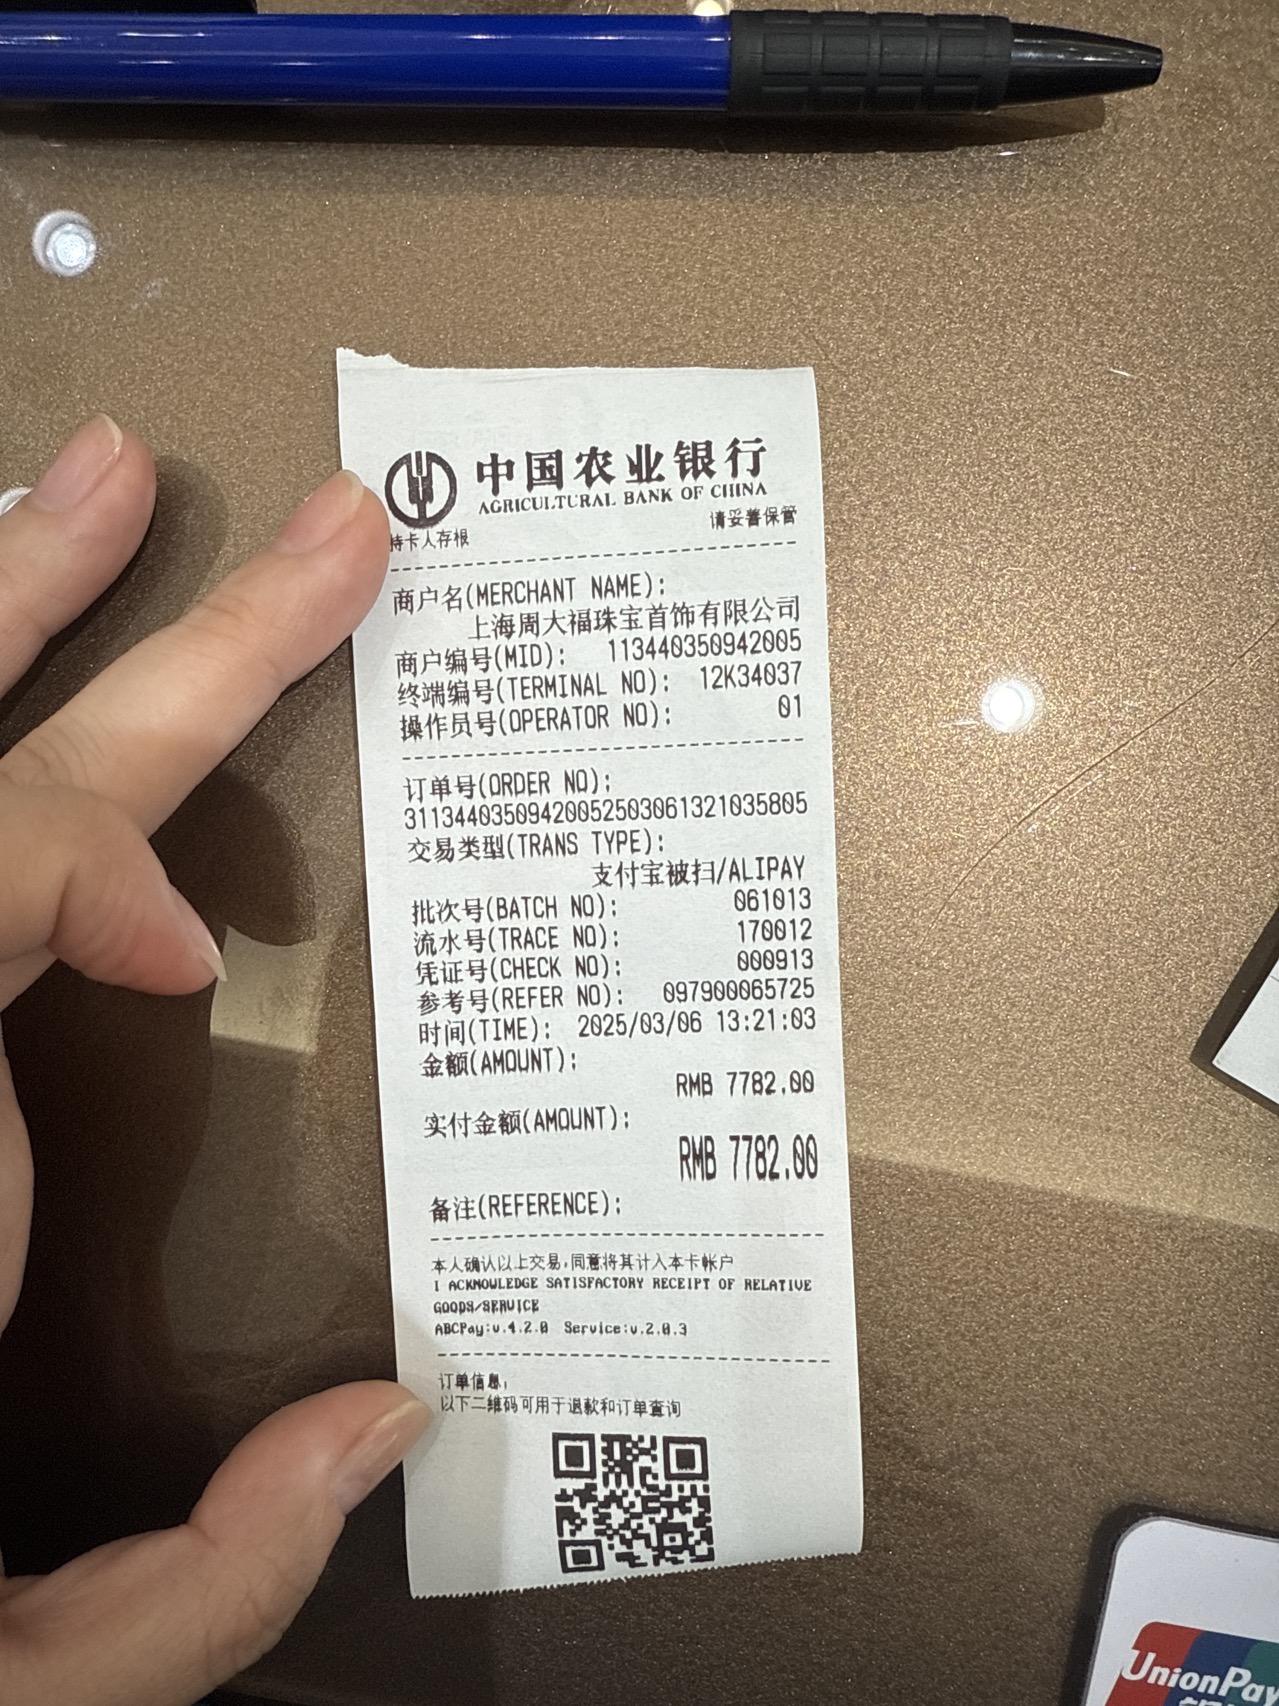 中国农业银行
AGRICULTURAL BANK OF CHINA
持卡人存根 请妥善保管
商户名(MERCHANT NAME):
上海周大福珠宝首饰有限公司
商户编号(MID): 113440350942005
终端编号(TERMINAL NO): 12K34037
操作员号(OPERATOR NO): 01
订单号(ORDER NO):
31134403509420052503061321035805
交易类型(TRANS TYPE):
支付宝被扫/ALIPAY
批次号(BATCH NO): 061013
流水号(TRACE NO): 170012
凭证号(CHECK NO): 000913
参考号(REFER NO): 097900065725
时间(TIME): 2025/03/06 13:21:03
金额(AMOUNT):
RMB 7782.00
实付金额(AMOUNT):
RMB 7782.00
备注(REFERENCE):
本人确认以上交易,同意将其计入本卡帐户
I ACKNOWLEDGE SATISFACTORY RECEIPT OF RELATIVE
GOODS/SERVICE
ABCPay:v.4.2.0 Service:v.2.0.3
订单信息:
以下二维码可用于退款和订单查询
UnionPay